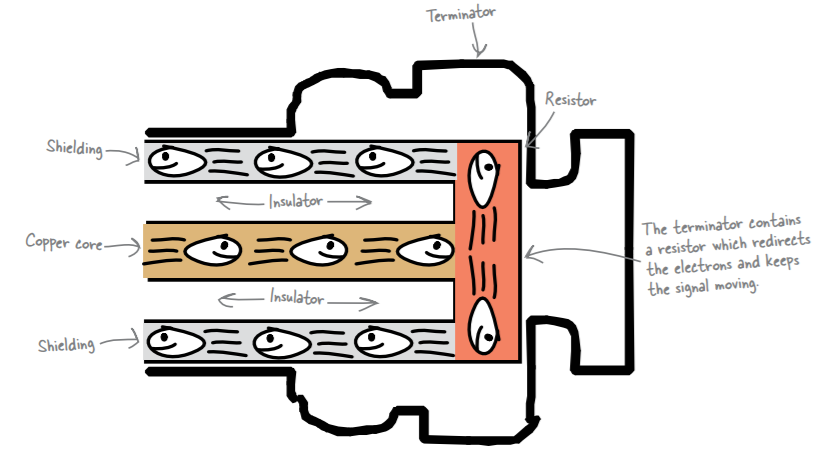 Terminator
Resistor
Shielding
Insulator
Copper core
The terminator contains
a resistor which redirects
the electrons and keeps
the signal moving.
Insulator
Shielding